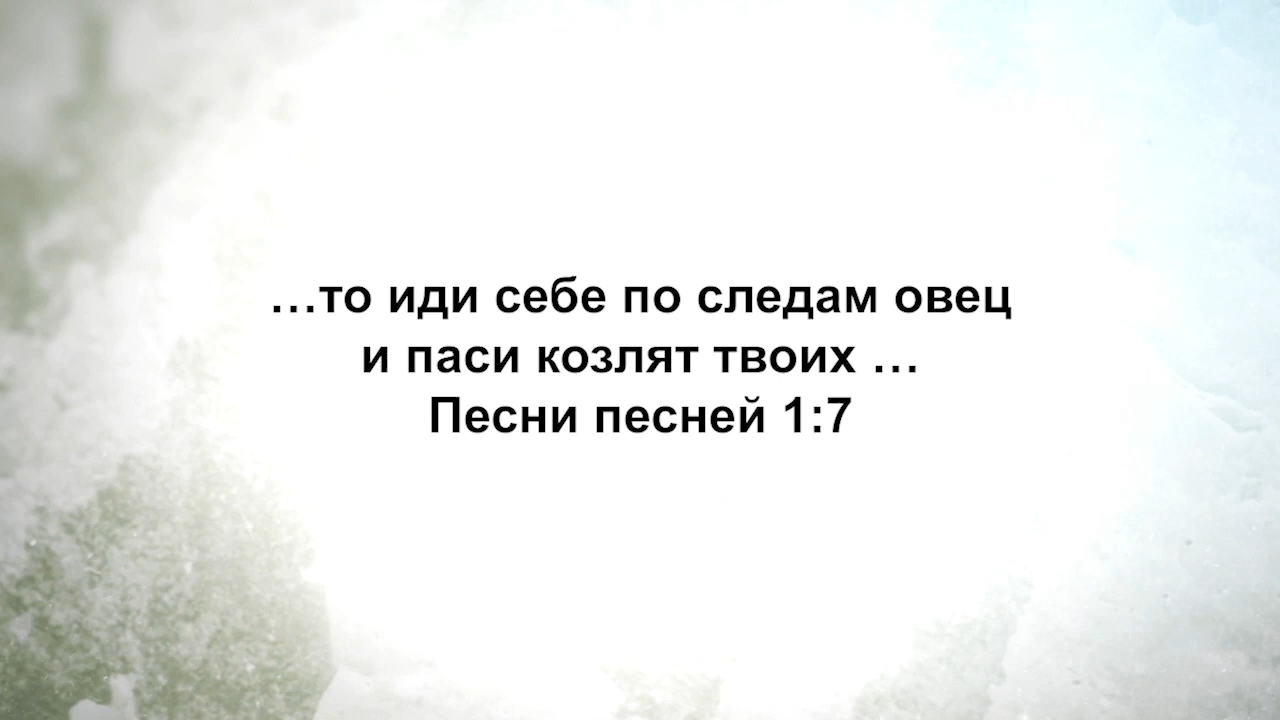 …то иди себе по следам овец
и паси козлят твоих …
Песни песней 1:7